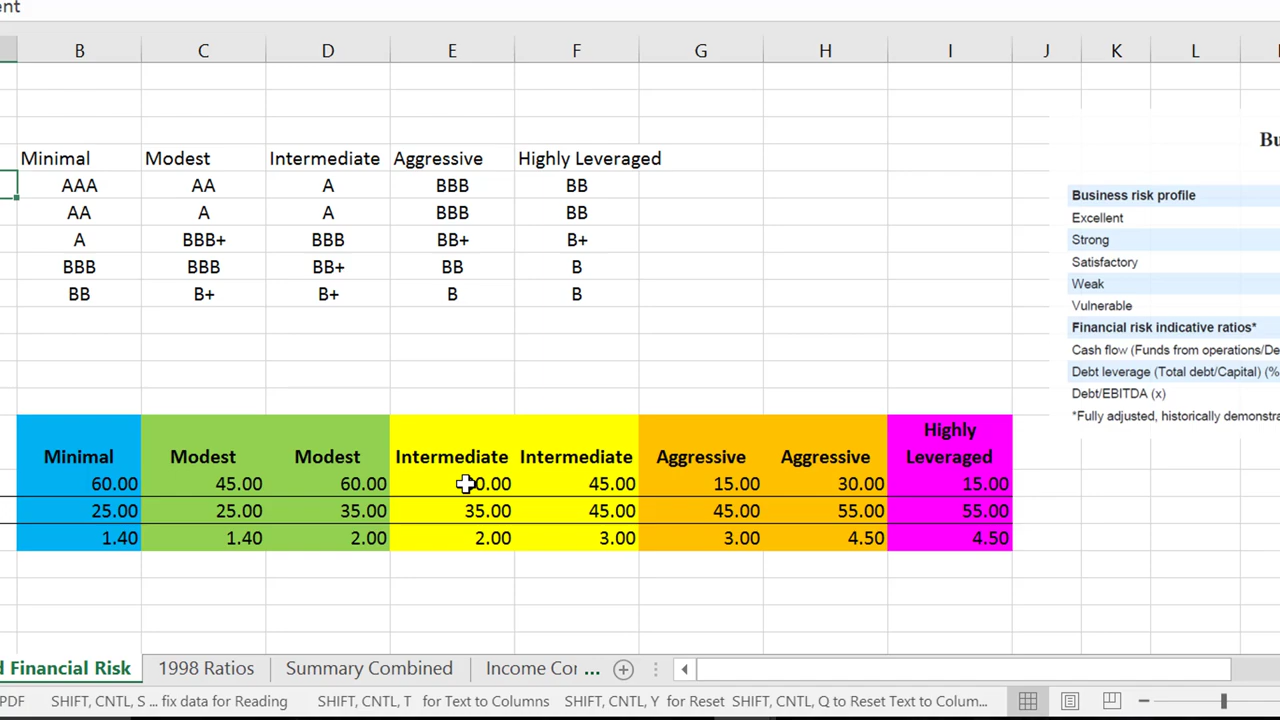 ent
B C D E F G H I J K L
Bu
Minimal Modest Intermediate Aggressive Highly Leveraged
AAA AA A BBB BB
Business risk profile
AA A A BBB BB
Excellent
A BBB+ BBB BB+ B+
Strong
BBB BBB BB+ BB B
Satisfactory
Weak
BB B+ B+ B B
Vulnerable
Financial risk indicative ratios*
Cash flow (Funds from operations/De
Debt leverage (Total debt/Capital) (%
Debt/EBITDA (x)
*Fully adjusted, historically demonstra
Highly
Minimal Modest Modest Intermediate Intermediate Aggressive Aggressive Leveraged
60.00 45.00 60.00 0.00 45.00 15.00 30.00 15.00
25.00 25.00 35.00 35.00 45.00 45.00 55.00 55.00
1.40 1.40 2.00 2.00 3.00 3.00 4.50 4.50
d Financial Risk 1998 Ratios Summary Combined Income Cor ...
PDF SHIFT, CNTL, S ... fix data for Reading SHIFT, CNTL, T for Text to Columns SHIFT, CNTL, Y for Reset SHIFT, CNTL, Q to Reset Text to Colum...